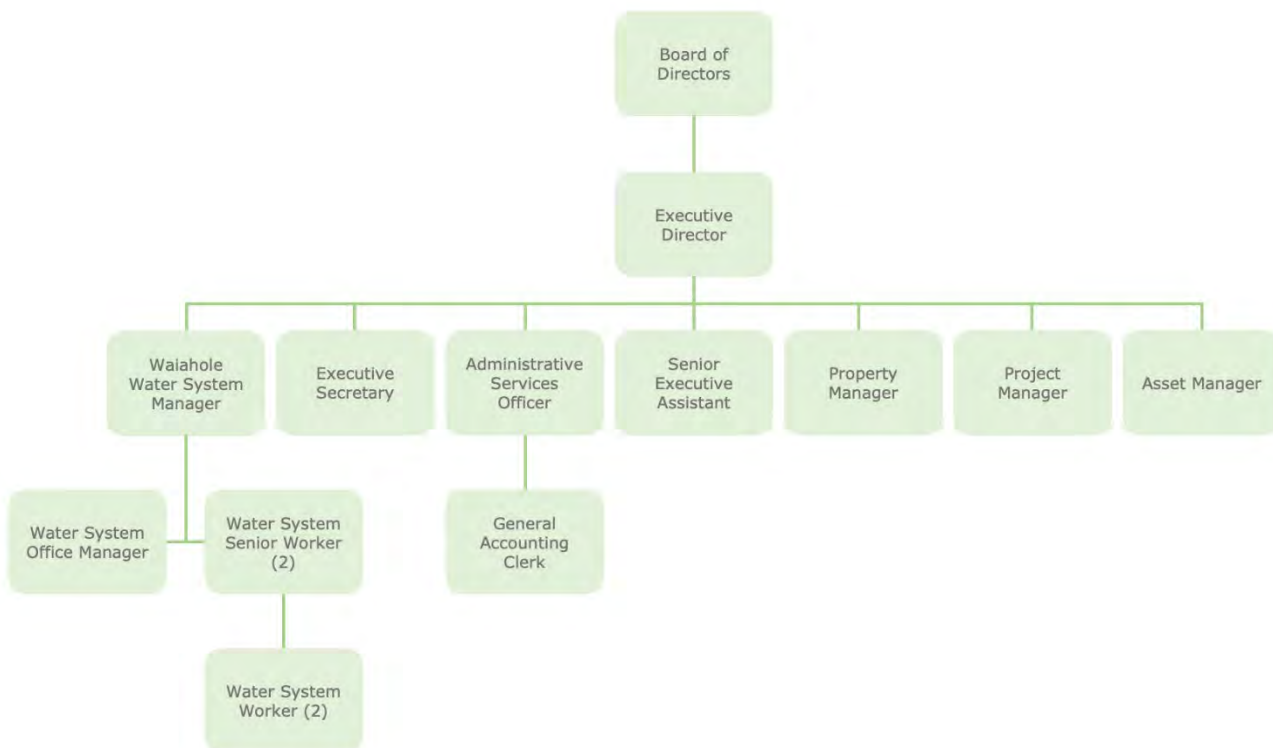 Board of
Directors
Executive
Director
Waiahole
Water System
Manager
Executive
Secretary
Administrative
Services
Officer
Senior
Executive
Assistant
Property
Manager
Project
Manager
Asset Manager
Water System
Office Manager
Water System
Senior Worker
(2)
General
Accounting
Clerk
Water System
Worker (2)